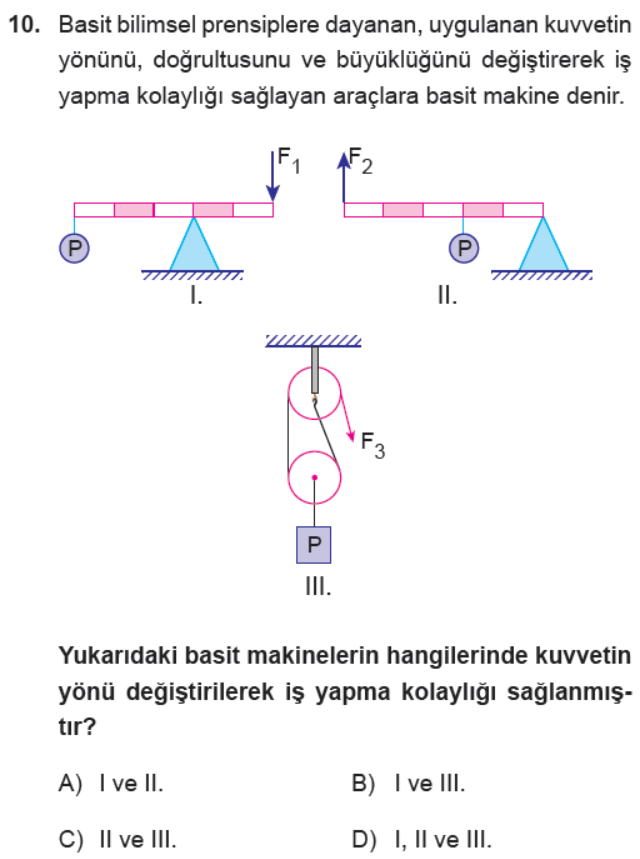 10. Basit bilimsel prensiplere dayanan, uygulanan kuvvetin
yönünü, doğrultusunu ve büyüklüğünü değiştirerek iş
yapma kolaylığı sağlayan araçlara basit makine denir.
F1 F2
P P
I. II.
F3
P
III.
Yukarıdaki basit makinelerin hangilerinde kuvvetin
yönü değiştirilerek iş yapma kolaylığı sağlanmış-
tır?
A) I ve II. B) I ve III.
C) II ve III. D) I, II ve III.